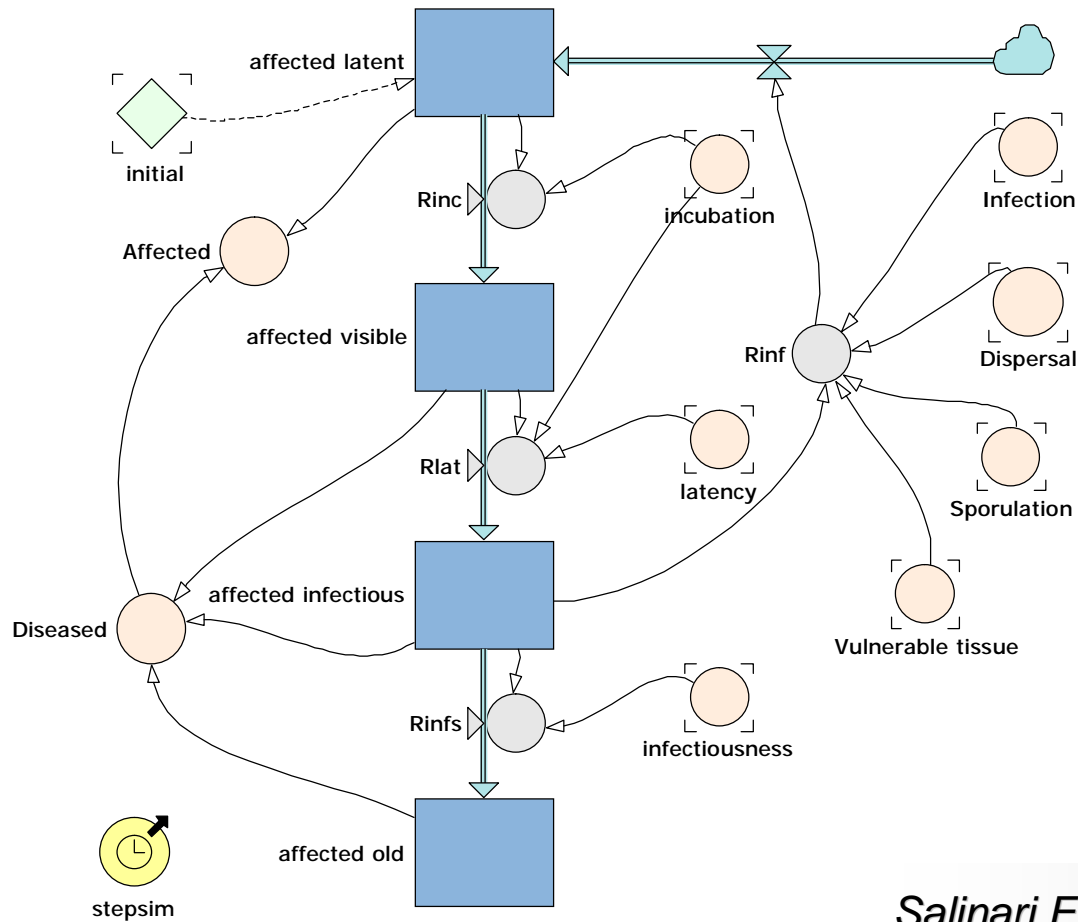 affected latent
initial
Infection
Rinc
incubation
Affected
affected visible
Rinf
Dispersal
Rlat
latency
Sporulation
affected infectious
Diseased
Vulnerable tissue
Rinfs
infectiousness
affected old
stepsim
Salinari F